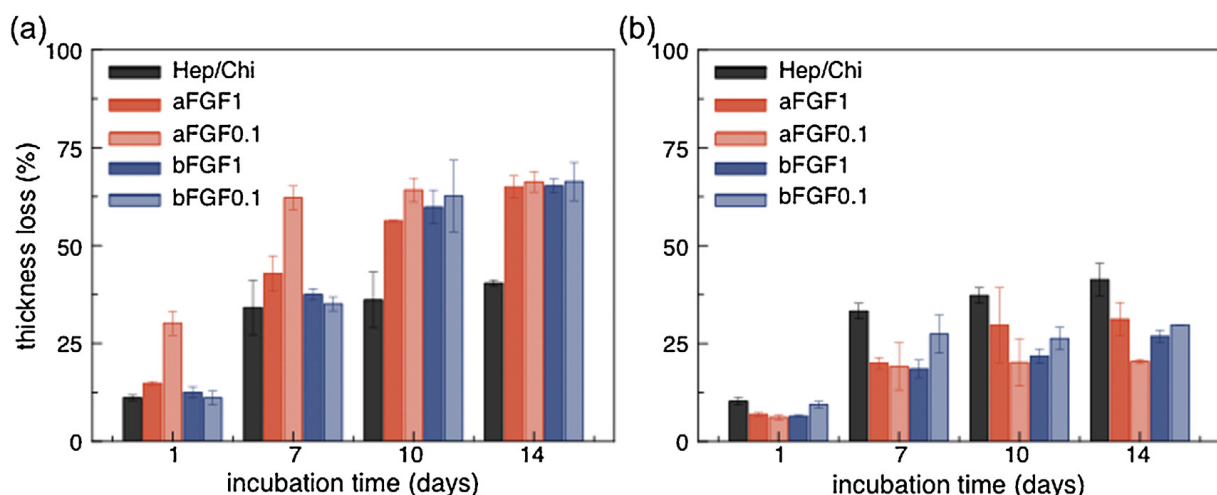 (a)
100
75
50
25
0
thickness loss (%)
Hep/Chi
aFGF1
aFGF0.1
bFGF1
bFGF0.1
1 7 10 14
incubation time (days)
(b)
100
75
50
25
0
Hep/Chi
aFGF1
aFGF0.1
bFGF1
bFGF0.1
1 7 10 14
incubation time (days)